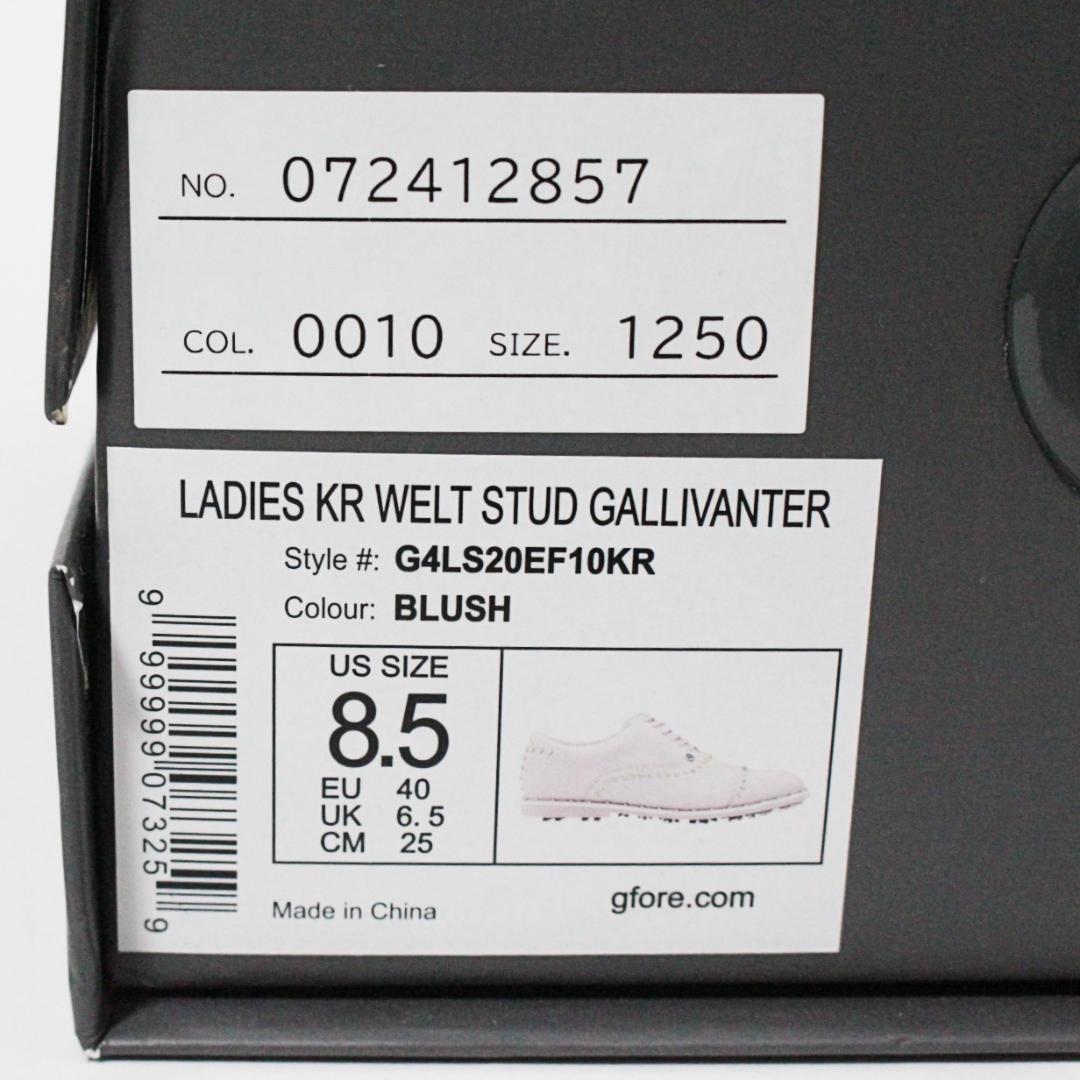 NO. 072412857
COL. 0010 SIZE. 1250
LADIES KR WELT STUD GALLIVANTER
Style #: G4LS20EF10KR
Colour: BLUSH
US SIZE
8.5
EU 40
UK 6.5
CM 25
Made in China
gfore.com
9 99999 07325 9